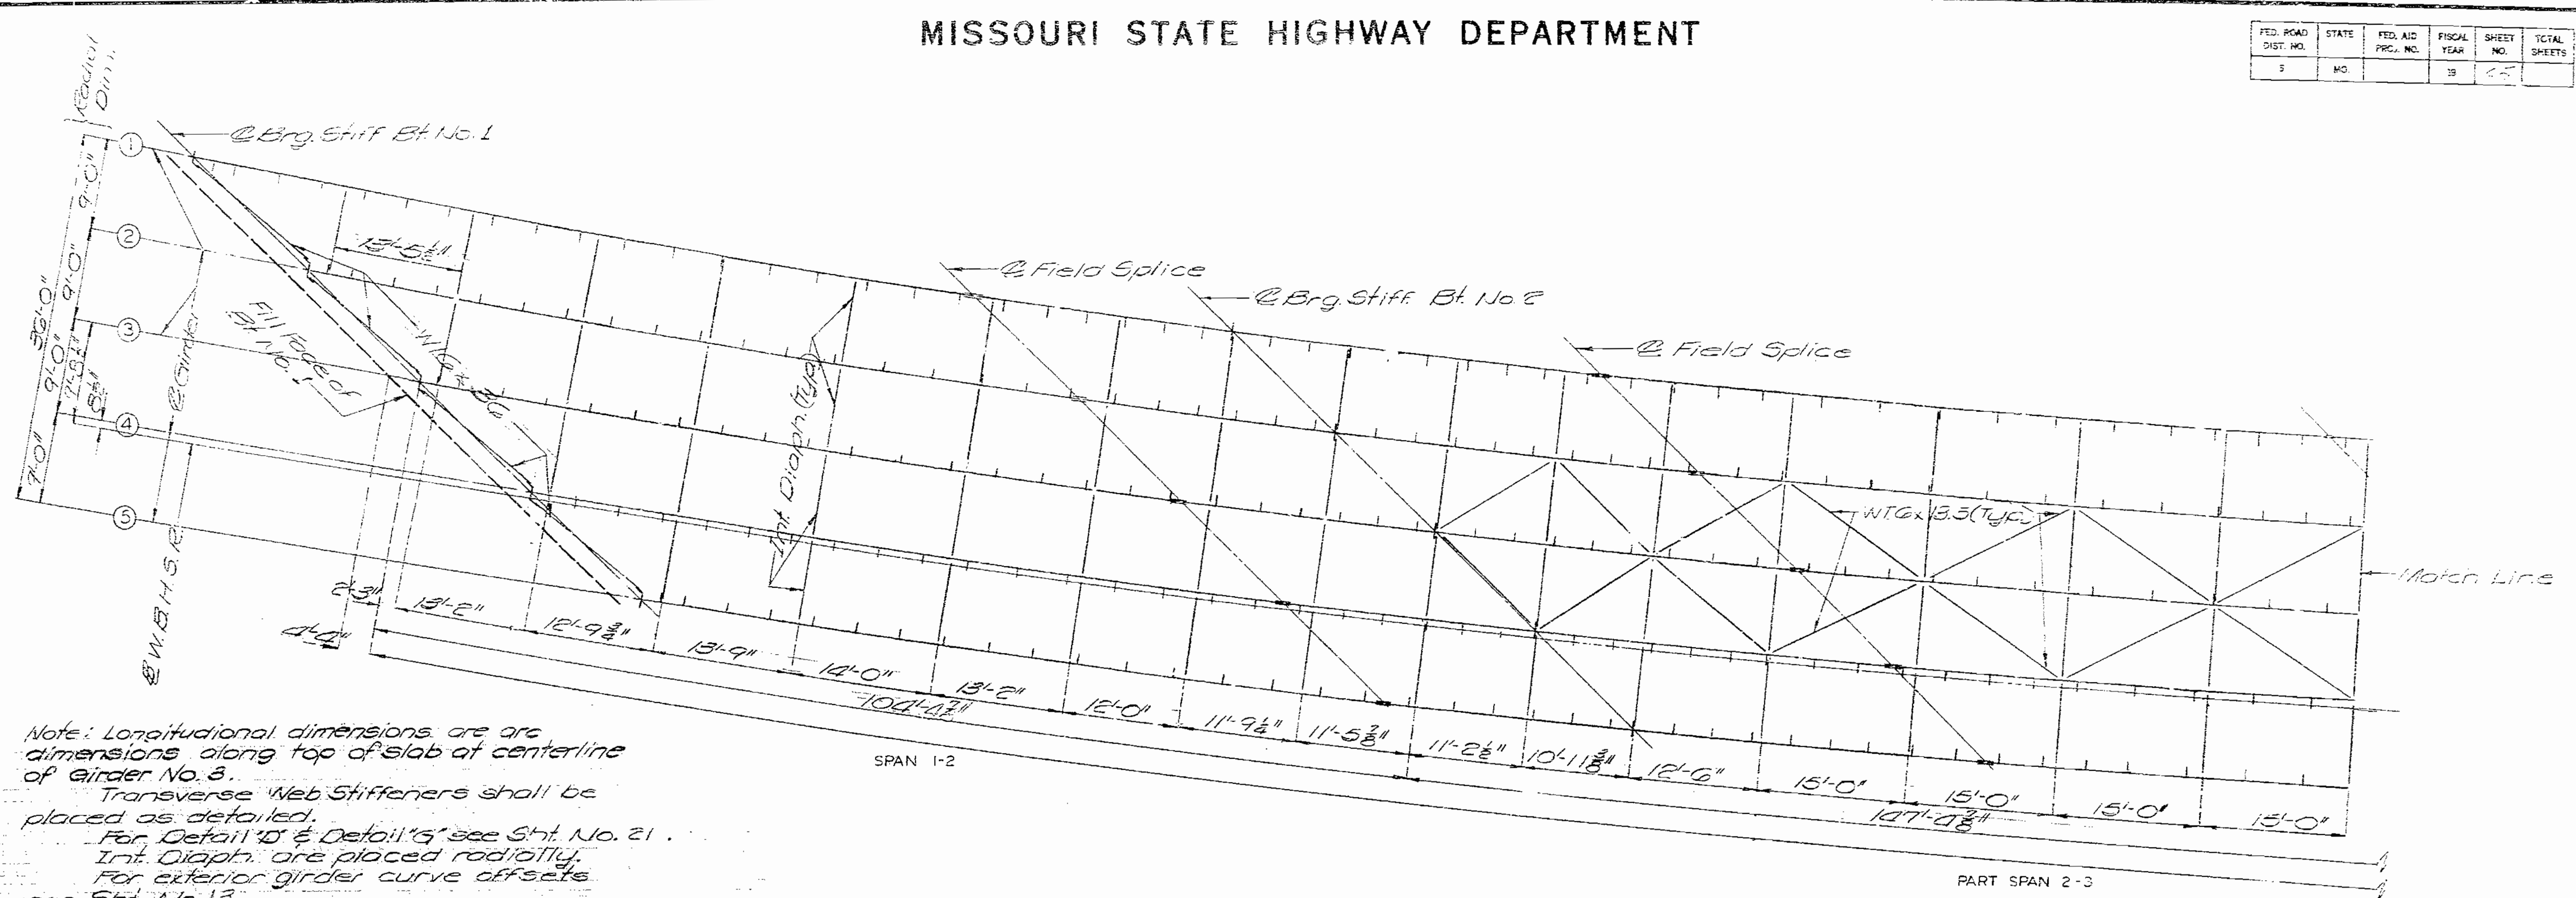 MISSOURI STATE HIGHWAY DEPARTMENT
FED. ROAD DIST. NO.
STATE
FED. AID PROJ. NO.
FISCAL YEAR
SHEET NO.
TOTAL SHEETS
5
MO.
19
Radial
Dim.
℄ Brg. Stiff Bt. No. 1
1
9'-0"
2
13'-5½"
9'-0"
36'-0"
℄ Field Splice
℄ Brg. Stiff. Bt. No. 2
℄ Field Splice
3
Fill Face of
Bt. No. 1
℄ Girder
Int. Diaph. (Typ.)
9'-0"
8½"
4
7'-0"
5
WT6x13.5 (Typ.)
Match Line
℄ W.B.H.S.R.
2'-3"
13'-2"
4'-4"
12'-9¾"
13'-9"
14'-0"
13'-2"
104'-4⅞"
12'-0"
11'-9¼"
11'-5⅞"
11'-2⅛"
10'-11⅜"
12'-6"
15'-0"
15'-0"
15'-0"
15'-0"
147'-4⅞"
SPAN 1-2
PART SPAN 2-3
Note: Longitudional dimensions are arc
dimensions along top of slab at centerline
of Girder No. 3.
Transverse Web Stiffeners shall be
placed as detailed.
For Detail "D" & Detail "G" see Sht. No. 21.
Int. Diaph. are placed radially.
For exterior girder curve offsets
Sht. No. 13